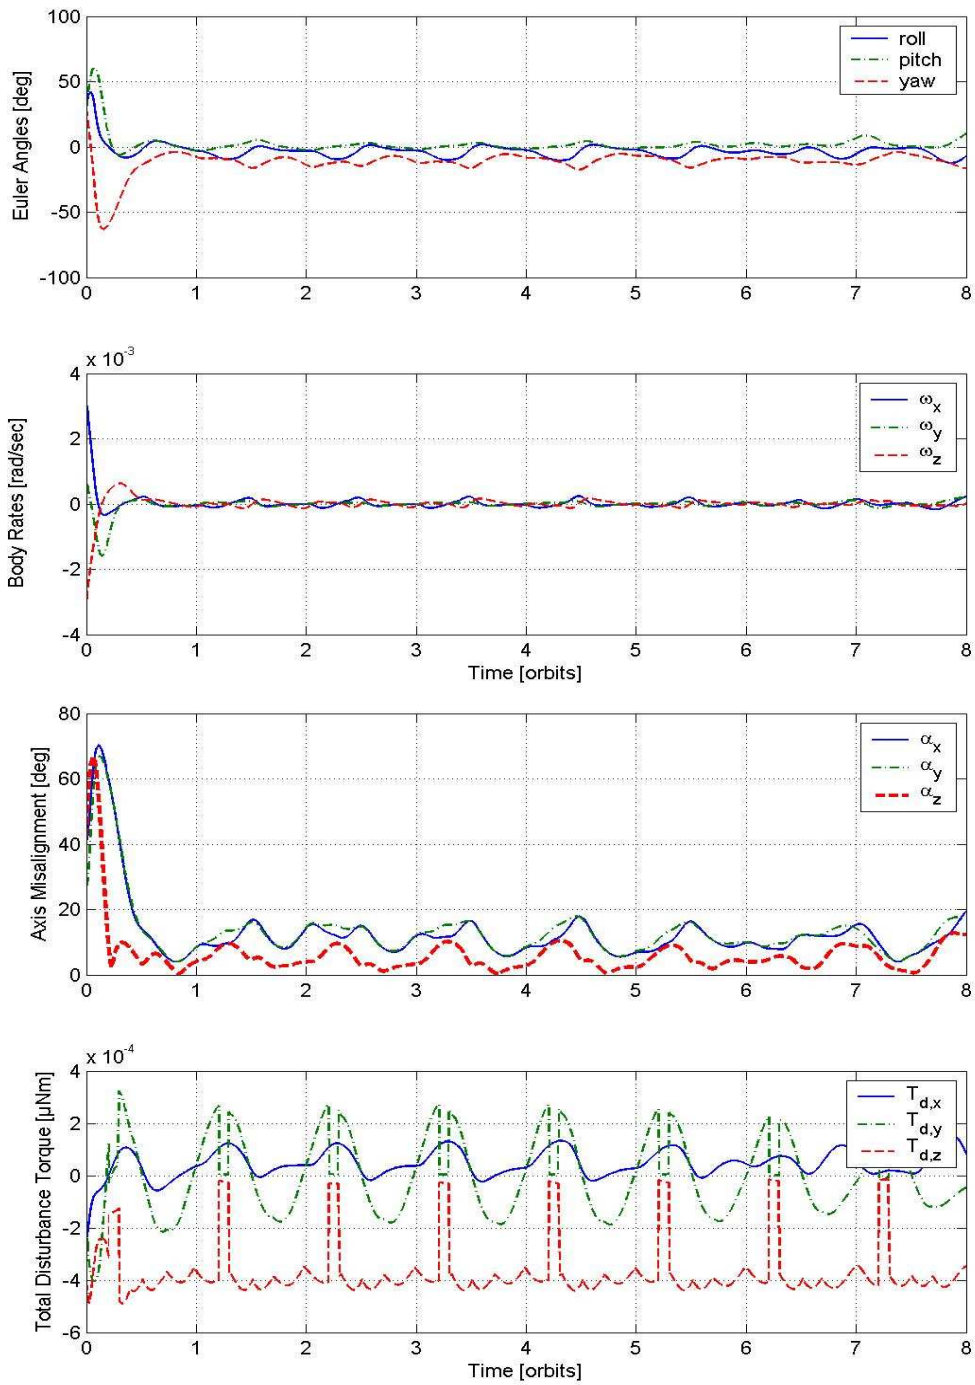 100
50
0
-50
-100
Euler Angles [deg]
roll
pitch
yaw
0 1 2 3 4 5 6 7 8
x 10-3
4
2
0
-2
-4
Body Rates [rad/sec]
ωx
ωy
ωz
0 1 2 3 4 5 6 7 8
Time [orbits]
80
60
40
20
0
Axis Misalignment [deg]
αx
αy
αz
0 1 2 3 4 5 6 7 8
x 10-4
4
2
0
-2
-4
-6
Total Disturbance Torque [µNm]
Td,x
Td,y
Td,z
0 1 2 3 4 5 6 7 8
Time [orbits]